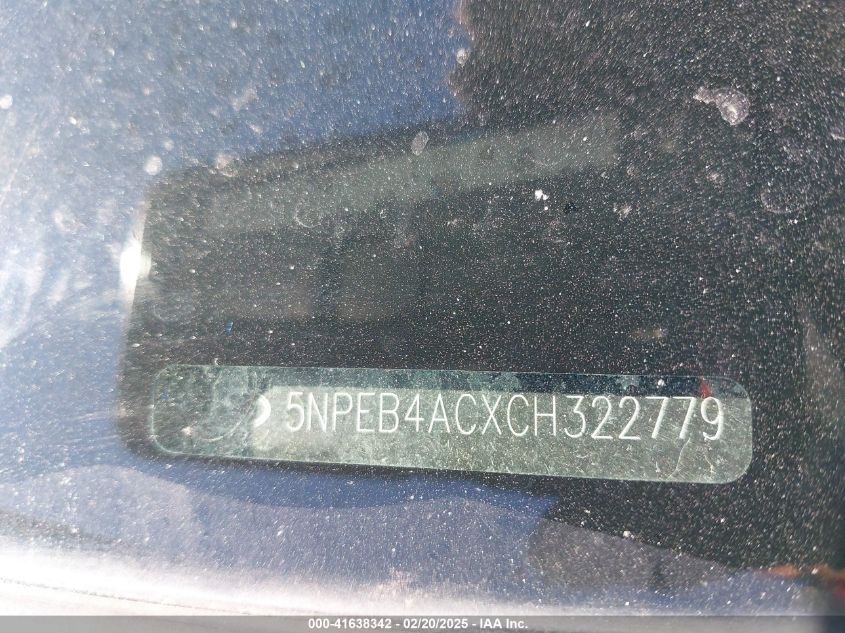 5NPEB4ACXCH322779
000-41638342 / 02/20/2025 / IAA Inc.